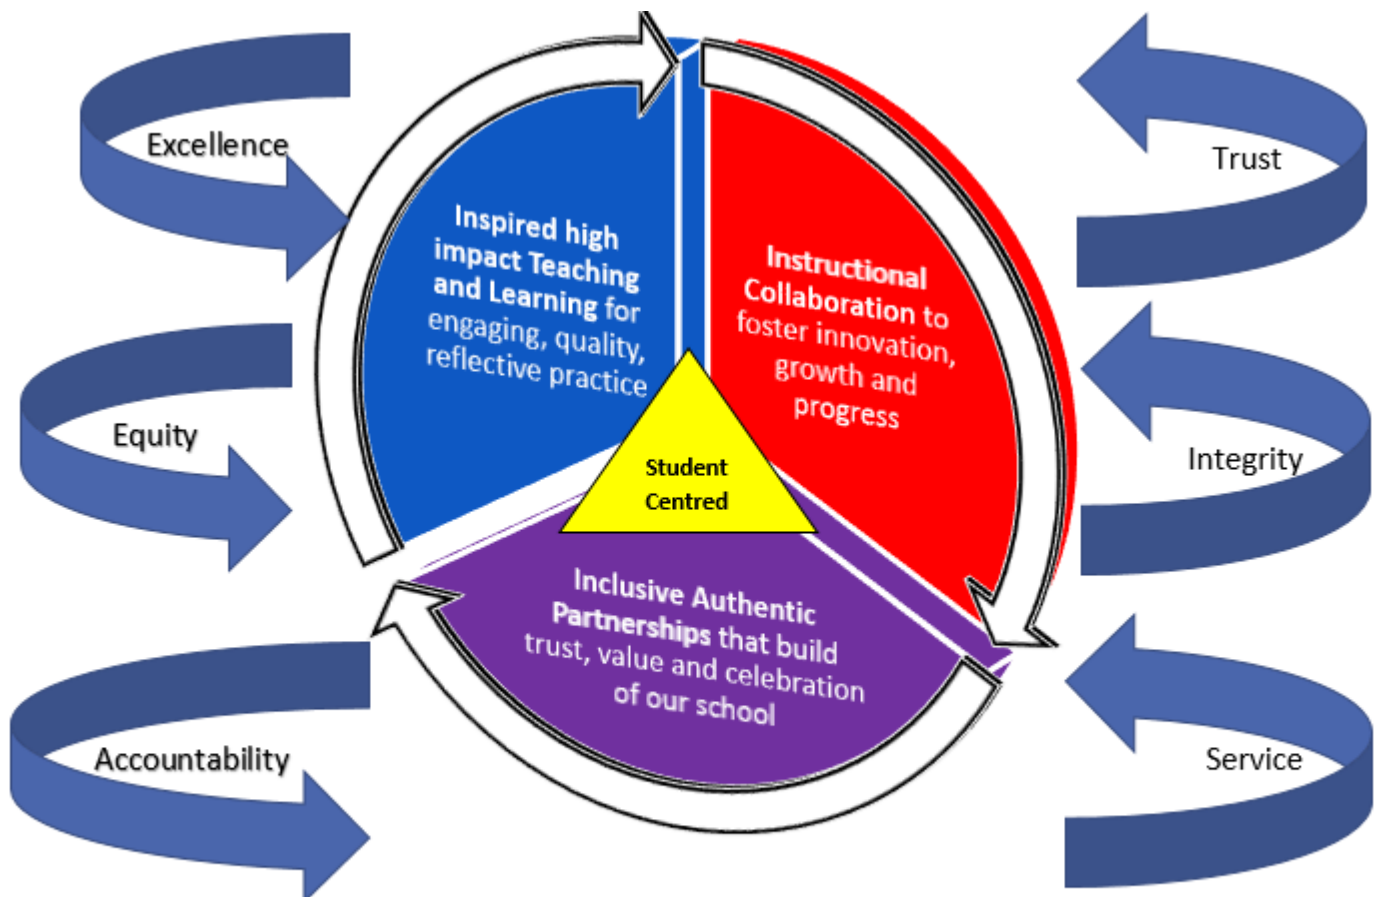 Excellence
Equity
Accountability
Inspired high
impact Teaching
and Learning for
engaging, quality,
reflective practice
Instructional
Collaboration to
foster innovation,
growth and
progress
Student
Centred
Inclusive Authentic
Partnerships that build
trust, value and celebration
of our school
Trust
Integrity
Service